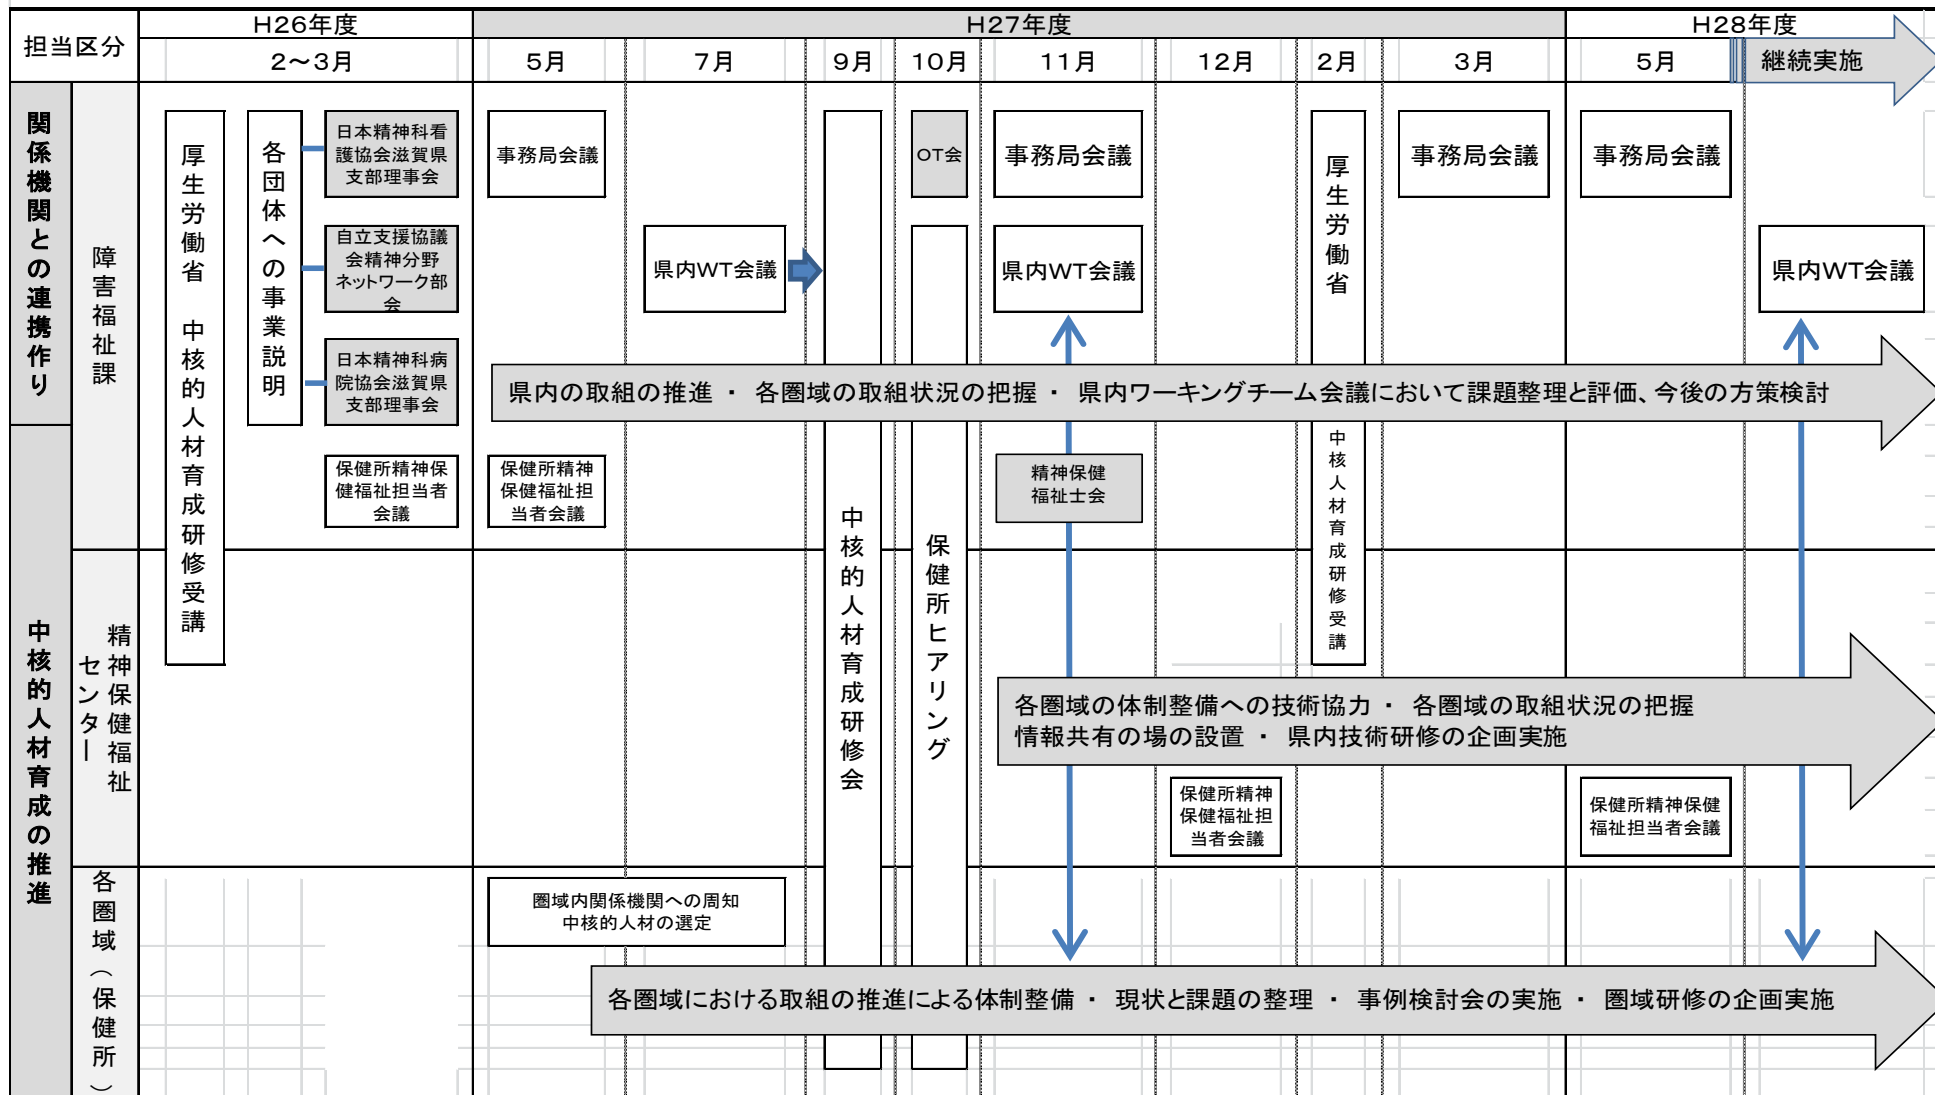 担当区分
H26年度
H27年度
H28年度
2～3月
5月
7月
9月
10月
11月
12月
2月
3月
5月
継続実施
関係機関との連携作り
中核的人材育成の推進
障害福祉課
精神保健福祉
センター
各圏域（保健所）
厚生労働省　中核的人材育成研修受講
各団体への事業説明
日本精神科看
護協会滋賀県
支部理事会
自立支援協議
会精神分野
ネットワーク部
会
日本精神科病
院協会滋賀県
支部理事会
保健所精神保
健福祉担当者
会議
事務局会議
保健所精神
保健福祉担
当者会議
県内WT会議
中核的人材育成研修会
OT会
保健所ヒアリング
事務局会議
県内WT会議
精神保健
福祉士会
厚生労働省
中核人材育成研修受講
事務局会議
事務局会議
県内WT会議
県内の取組の推進 ・ 各圏域の取組状況の把握 ・ 県内ワーキングチーム会議において課題整理と評価、今後の方策検討
各圏域の体制整備への技術協力 ・ 各圏域の取組状況の把握
情報共有の場の設置 ・ 県内技術研修の企画実施
保健所精神
保健福祉担
当者会議
保健所精神保健
福祉担当者会議
圏域内関係機関への周知
中核的人材の選定
各圏域における取組の推進による体制整備 ・ 現状と課題の整理 ・ 事例検討会の実施 ・ 圏域研修の企画実施